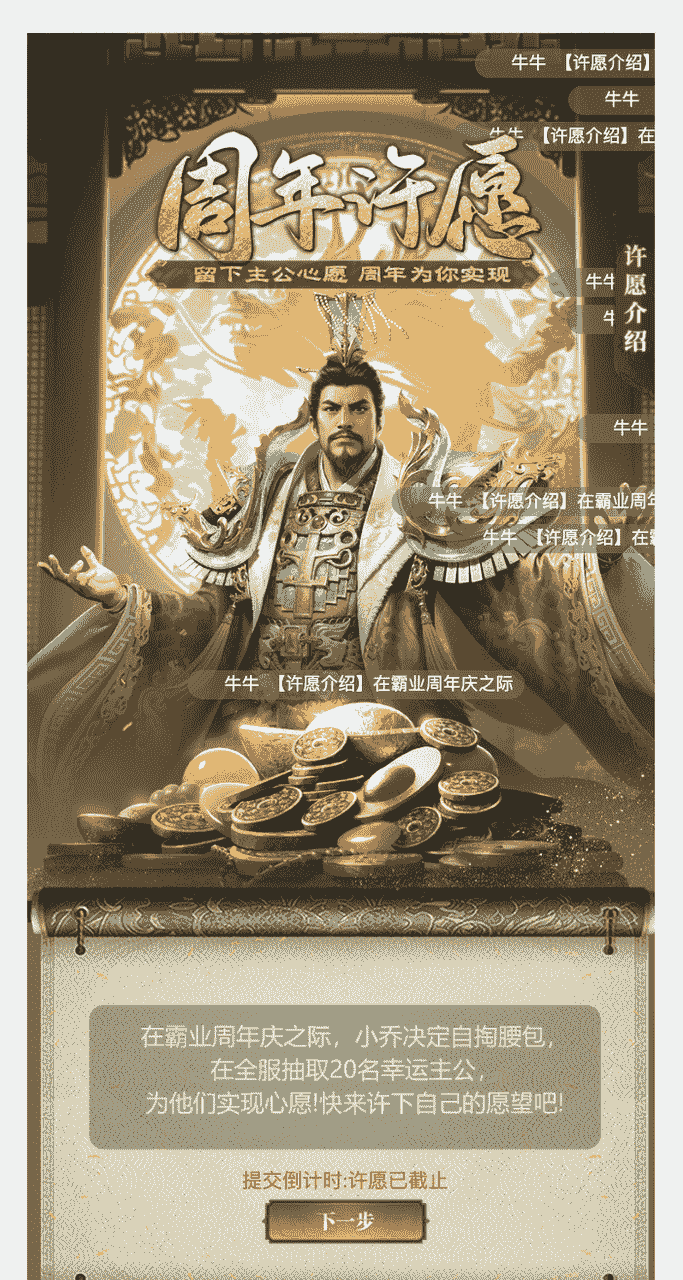 牛牛 【许愿介绍】
牛牛
牛牛 【许愿介绍】在
周年许愿
留下主公心愿 周年为你实现
许愿介绍
牛牛
牛
牛牛
牛牛 【许愿介绍】在霸业周年
牛牛 【许愿介绍】在霸
牛牛 【许愿介绍】在霸业周年庆之际
在霸业周年庆之际，小乔决定自掏腰包，
在全服抽取20名幸运主公，
为他们实现心愿!快来许下自己的愿望吧!
提交倒计时:许愿已截止
下一步